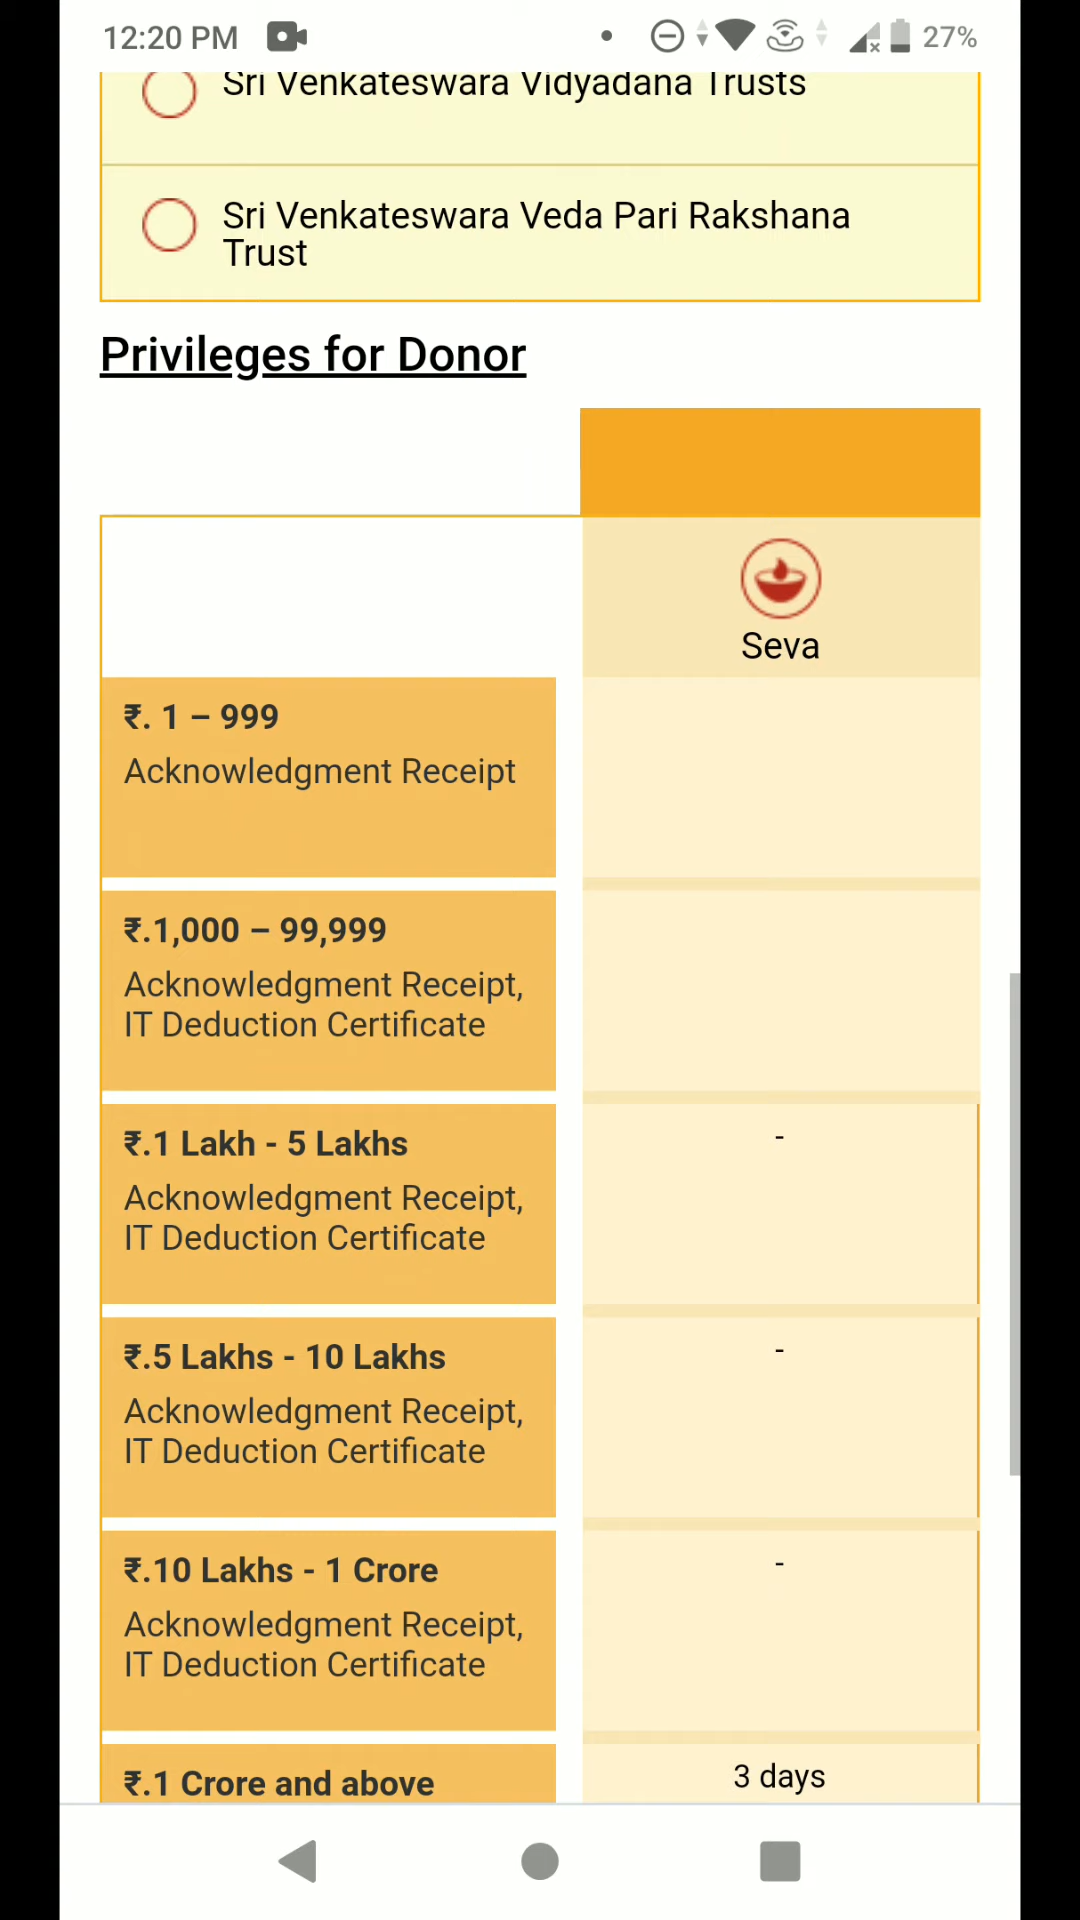 12:20 PM
27%
Sri Venkateswara Vidyadana Trusts
Sri Venkateswara Veda Pari Rakshana
Trust
Privileges for Donor
Seva
₹. 1 – 999
Acknowledgment Receipt
₹.1,000 – 99,999
Acknowledgment Receipt,
IT Deduction Certificate
₹.1 Lakh - 5 Lakhs
-
Acknowledgment Receipt,
IT Deduction Certificate
₹.5 Lakhs - 10 Lakhs
-
Acknowledgment Receipt,
IT Deduction Certificate
₹.10 Lakhs - 1 Crore
-
Acknowledgment Receipt,
IT Deduction Certificate
₹.1 Crore and above
3 days